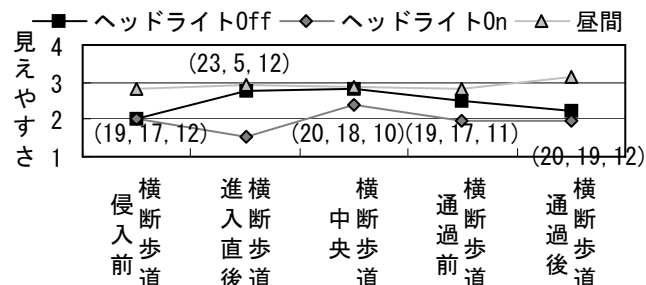 ヘッドライトOff ヘッドライトOn 昼間
見えやすさ
4
3
2
1
(23, 5, 12)
(19, 17, 12)
(20, 18, 10)
(19, 17, 11)
(20, 19, 12)
横断歩道
侵入前
横断歩道
進入直後
横断歩道
中央
横断歩道
通過前
横断歩道
通過後